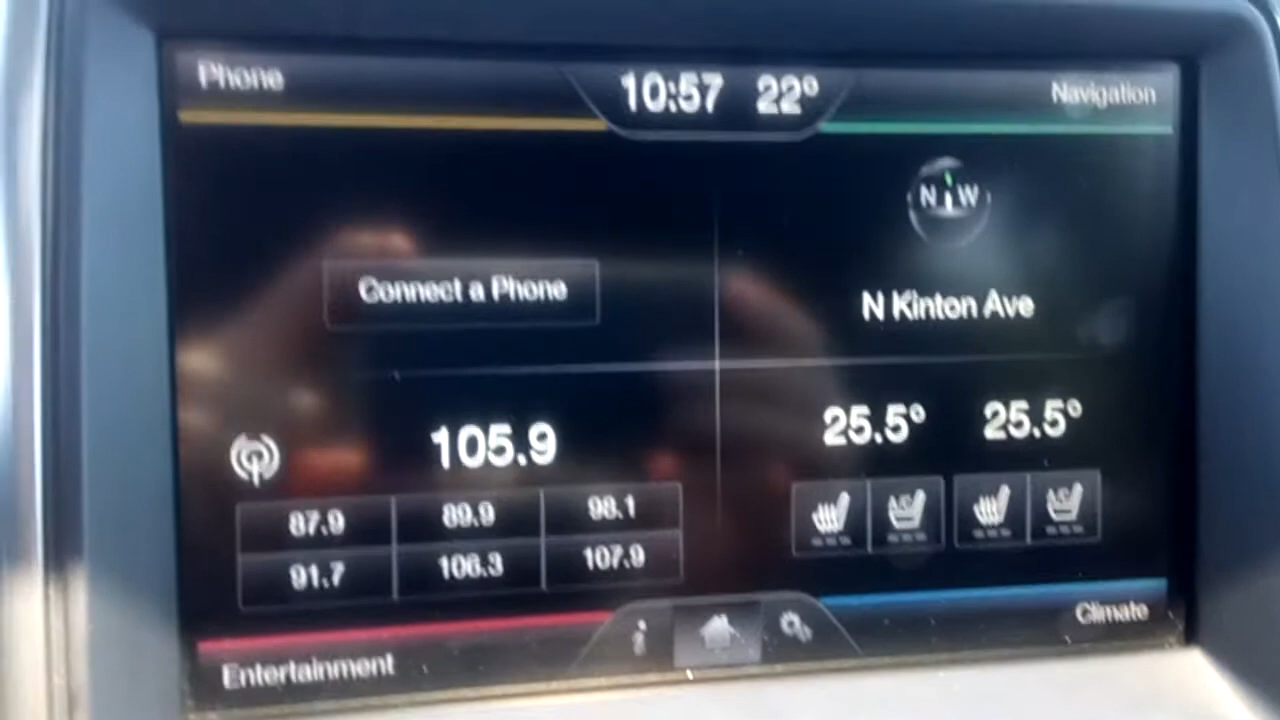 Phone
10:57 22°
Navigation
N W
Connect a Phone
N Kinton Ave
105.9
87.9 89.9 98.1
91.7 106.3 107.9
25.5° 25.5°
A/C A/C
Entertainment
i
Climate